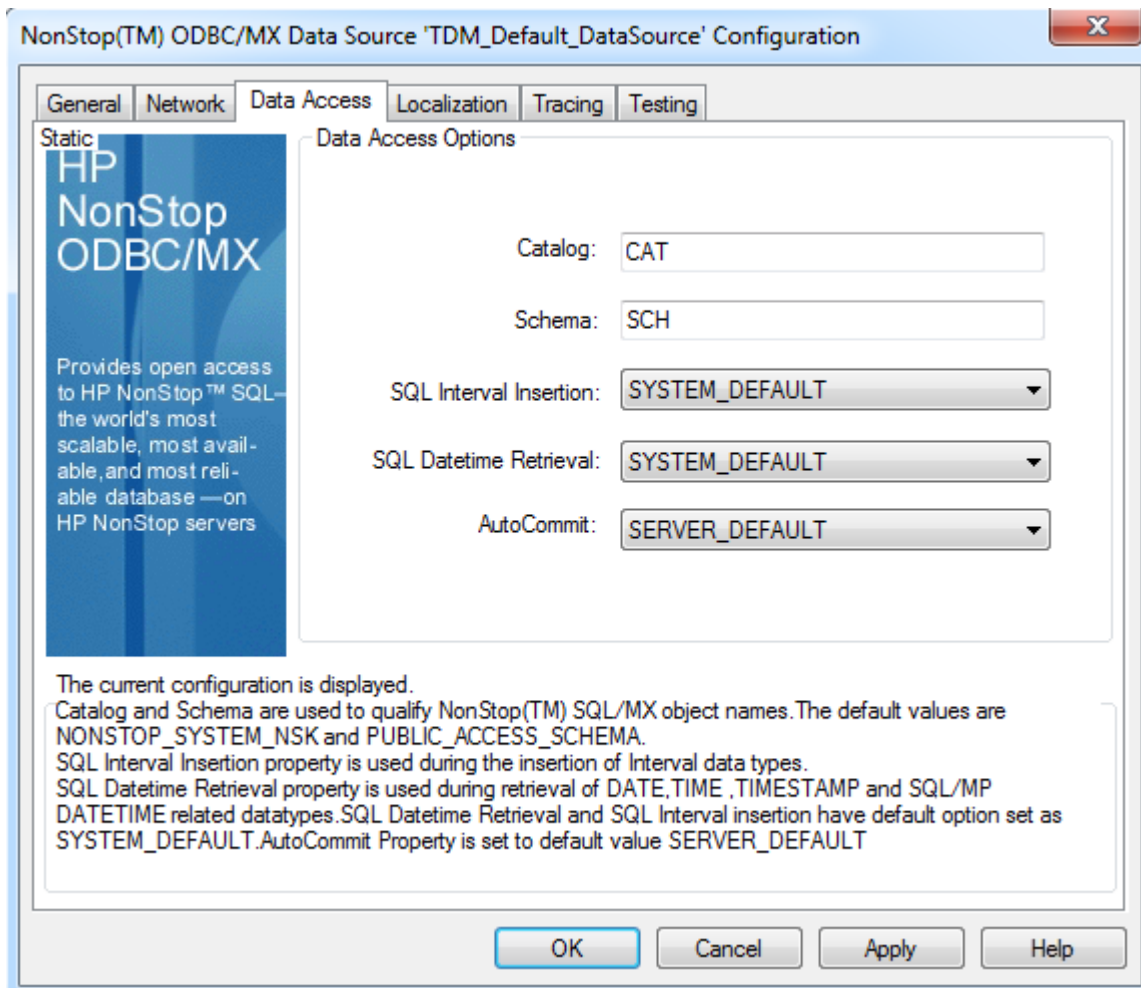 NonStop(TM) ODBC/MX Data Source 'TDM_Default_DataSource' Configuration
X
General Network Data Access Localization Tracing Testing
Static
HP
NonStop
ODBC/MX
Provides open access
to HP NonStop™ SQL—
the world's most
scalable, most avail-
able,and most reli-
able database —on
HP NonStop servers
Data Access Options
Catalog: CAT
Schema: SCH
SQL Interval Insertion: SYSTEM_DEFAULT
SQL Datetime Retrieval: SYSTEM_DEFAULT
AutoCommit: SERVER_DEFAULT
The current configuration is displayed.
Catalog and Schema are used to qualify NonStop(TM) SQL/MX object names.The default values are
NONSTOP_SYSTEM_NSK and PUBLIC_ACCESS_SCHEMA.
SQL Interval Insertion property is used during the insertion of Interval data types.
SQL Datetime Retrieval property is used during retrieval of DATE,TIME ,TIMESTAMP and SQL/MP
DATETIME related datatypes.SQL Datetime Retrieval and SQL Interval insertion have default option set as
SYSTEM_DEFAULT.AutoCommit Property is set to default value SERVER_DEFAULT
OK Cancel Apply Help